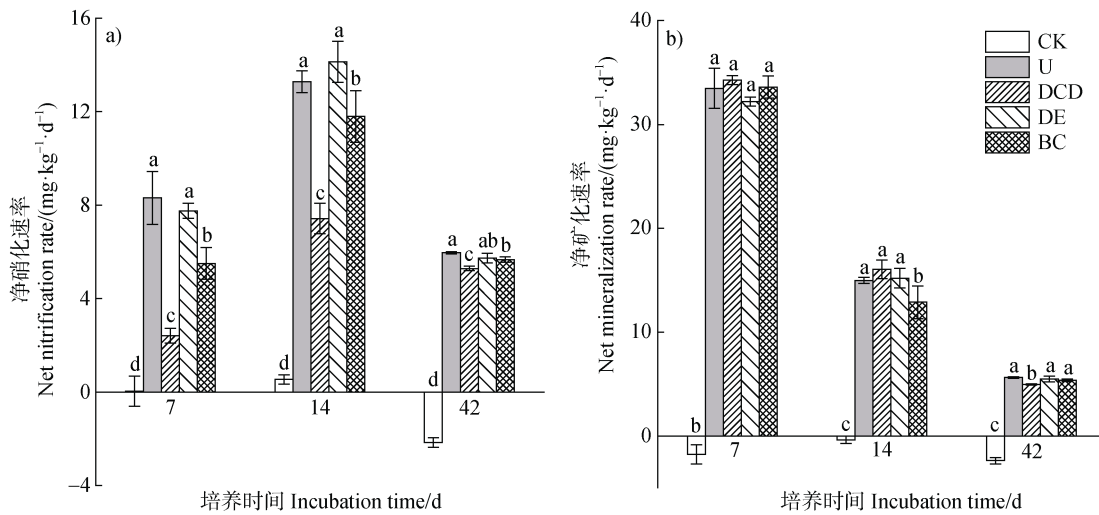 a)
净硝化速率
Net nitrification rate/(mg·kg⁻¹·d⁻¹)
16
12
8
4
0
–4
d a c a b
d a c a b
d a c ab b
7 14 42
培养时间 Incubation time/d
b)
净矿化速率
Net mineralization rate/(mg·kg⁻¹·d⁻¹)
40
30
20
10
0
b a a a a
c a a a b
c a b a a
7 14 42
培养时间 Incubation time/d
CK
U
DCD
DE
BC